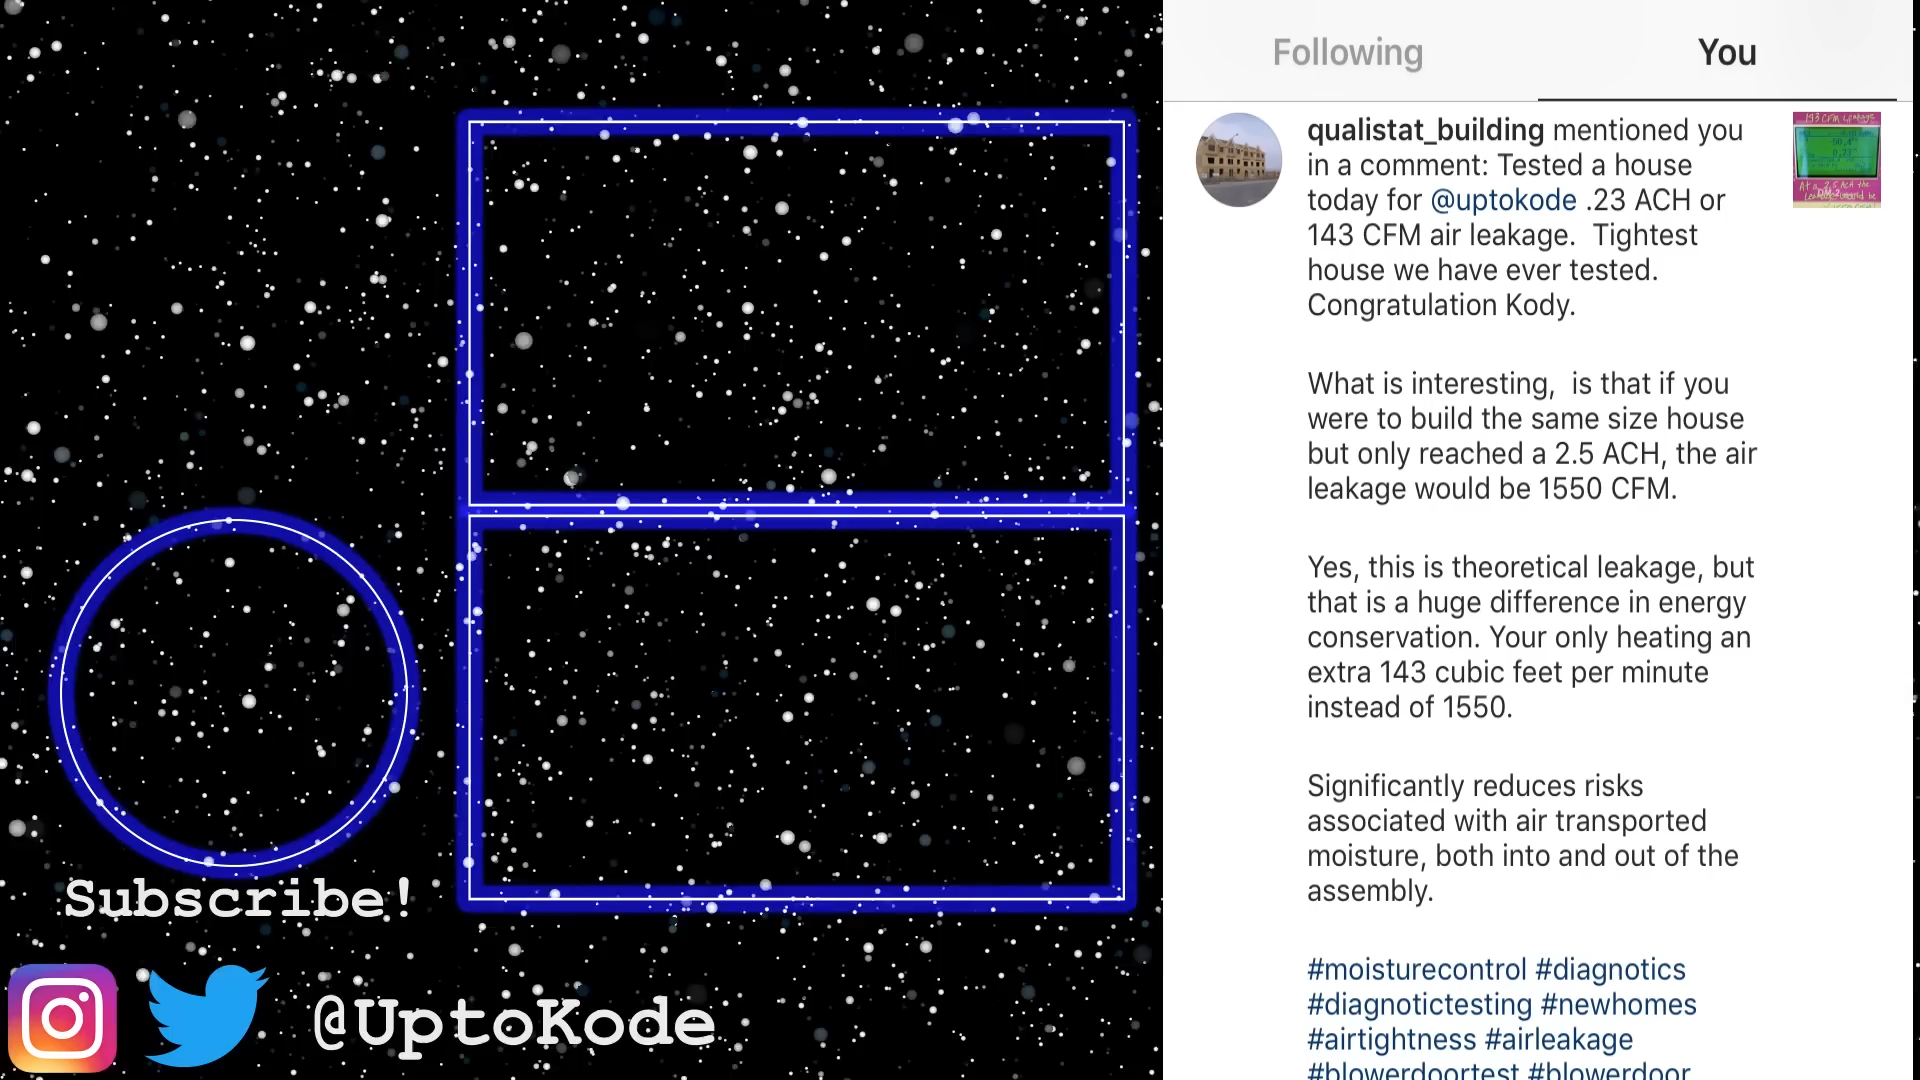 Following
You
qualistat_building mentioned you
in a comment: Tested a house
today for @uptokode .23 ACH or
143 CFM air leakage.  Tightest
house we have ever tested.
Congratulation Kody.
What is interesting,  is that if you
were to build the same size house
but only reached a 2.5 ACH, the air
leakage would be 1550 CFM.
Yes, this is theoretical leakage, but
that is a huge difference in energy
conservation. Your only heating an
extra 143 cubic feet per minute
instead of 1550.
Significantly reduces risks
associated with air transported
moisture, both into and out of the
assembly.
#moisturecontrol #diagnotics
#diagnotictesting #newhomes
#airtightness #airleakage
#blowerdoortest #blowerdoor
Subscribe!
@UptoKode